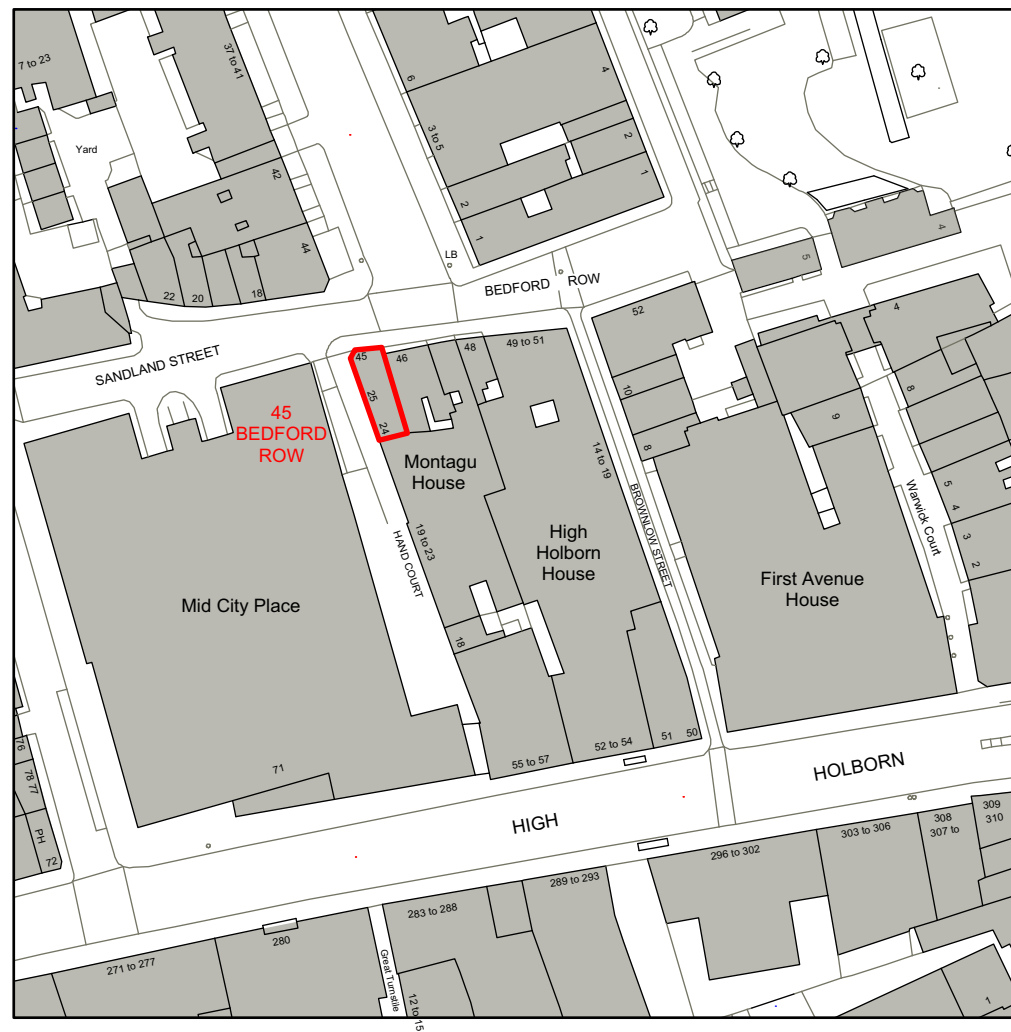 7 to 23
37 to 41
Yard
42
44
22
20
18
6
3 to 5
2
1
4
2
1
LB
BEDFORD ROW
5
4
52
4
SANDLAND STREET
45
46
48
49 to 51
25
24
45
BEDFORD
ROW
10
8
9
8
Montagu
House
14 to 19
BROWNLOW STREET
Warwick Court
5
4
3
2
HAND COURT
19 to 23
High
Holborn
House
First Avenue
House
Mid City Place
18
71
55 to 57
52 to 54
51
50
76
78 77
PH
72
HIGH
HOLBORN
309
310
308
307 to
303 to 306
296 to 302
289 to 293
283 to 288
280
271 to 277
Great Turnstile
12 to 15
1